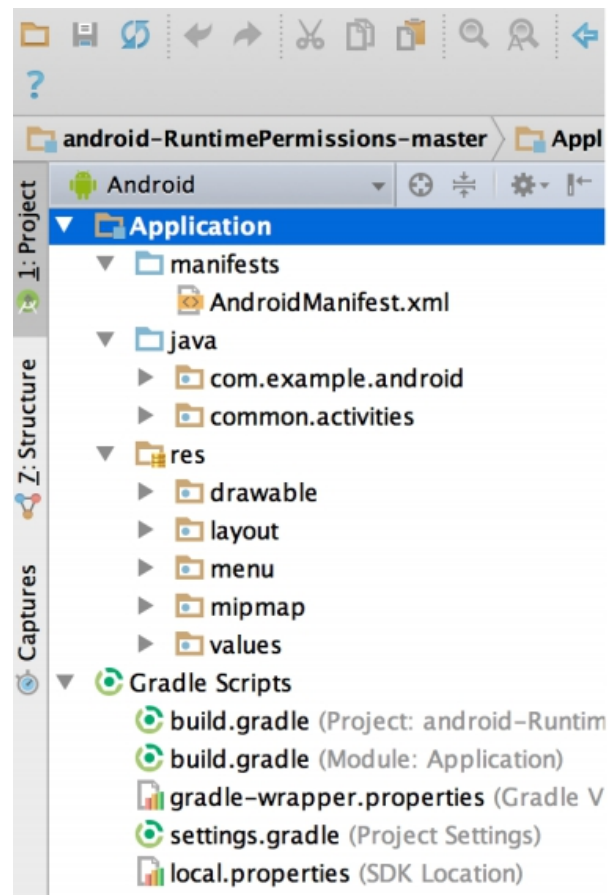 ?
android-RuntimePermissions-master Appl
Android
1: Project
Application
manifests
AndroidManifest.xml
java
com.example.android
common.activities
Z: Structure
res
drawable
layout
menu
mipmap
values
Captures
Gradle Scripts
build.gradle (Project: android-Runtim
build.gradle (Module: Application)
gradle-wrapper.properties (Gradle V
settings.gradle (Project Settings)
local.properties (SDK Location)